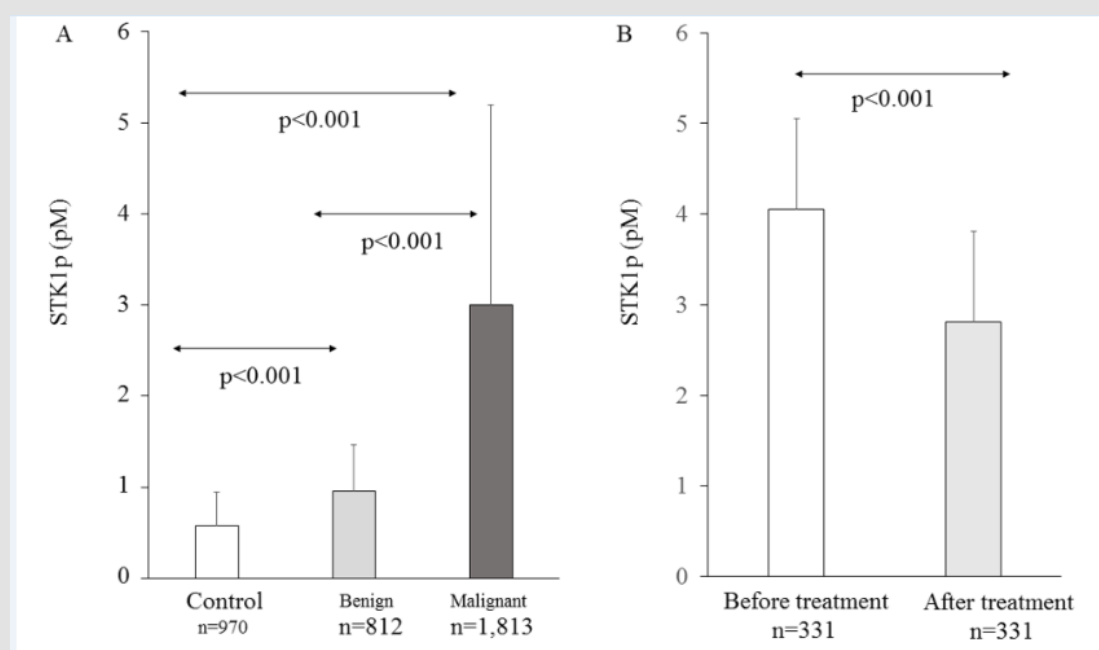 A
6
5
4
3
2
1
0
STK1p (pM)
p<0.001
p<0.001
p<0.001
Control
n=970
Benign
n=812
Malignant
n=1,813
B
6
5
4
3
2
1
0
STK1p (pM)
p<0.001
Before treatment
n=331
After treatment
n=331